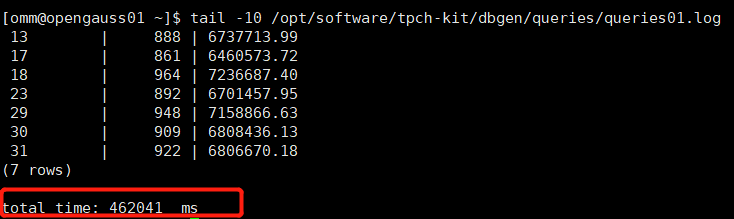 [omm@opengauss01 ~]$ tail -10 /opt/software/tpch-kit/dbgen/queries/queries01.log
13 | 888 | 6737713.99
17 | 861 | 6460573.72
18 | 964 | 7236687.40
23 | 892 | 6701457.95
29 | 948 | 7158866.63
30 | 909 | 6808436.13
31 | 922 | 6806670.18
(7 rows)
total time: 462041 ms